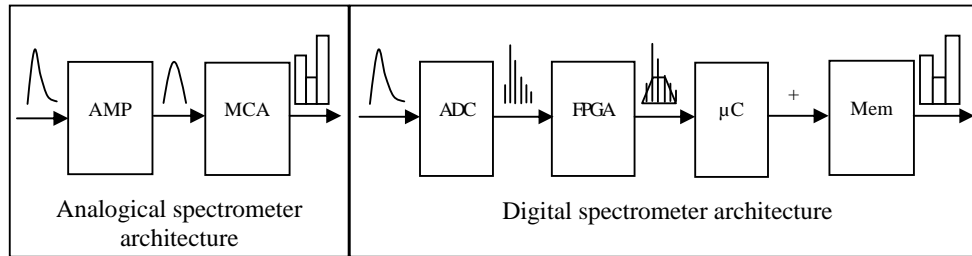 AMP
MCA
Analogical spectrometer
architecture
ADC
FPGA
µC
+
Mem
Digital spectrometer architecture